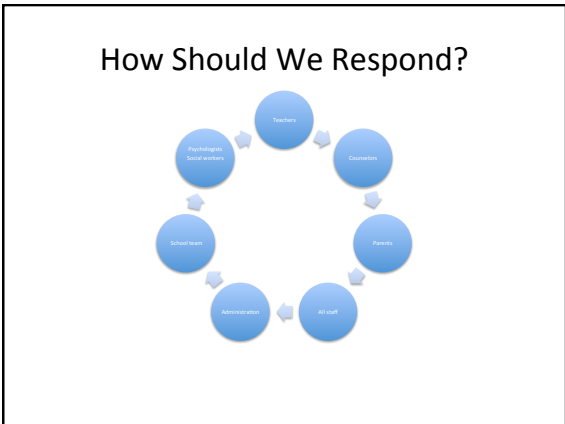 How Should We Respond?
Teachers
Counselors
Parents
All staff
Administration
School team
Psychologists
Social workers